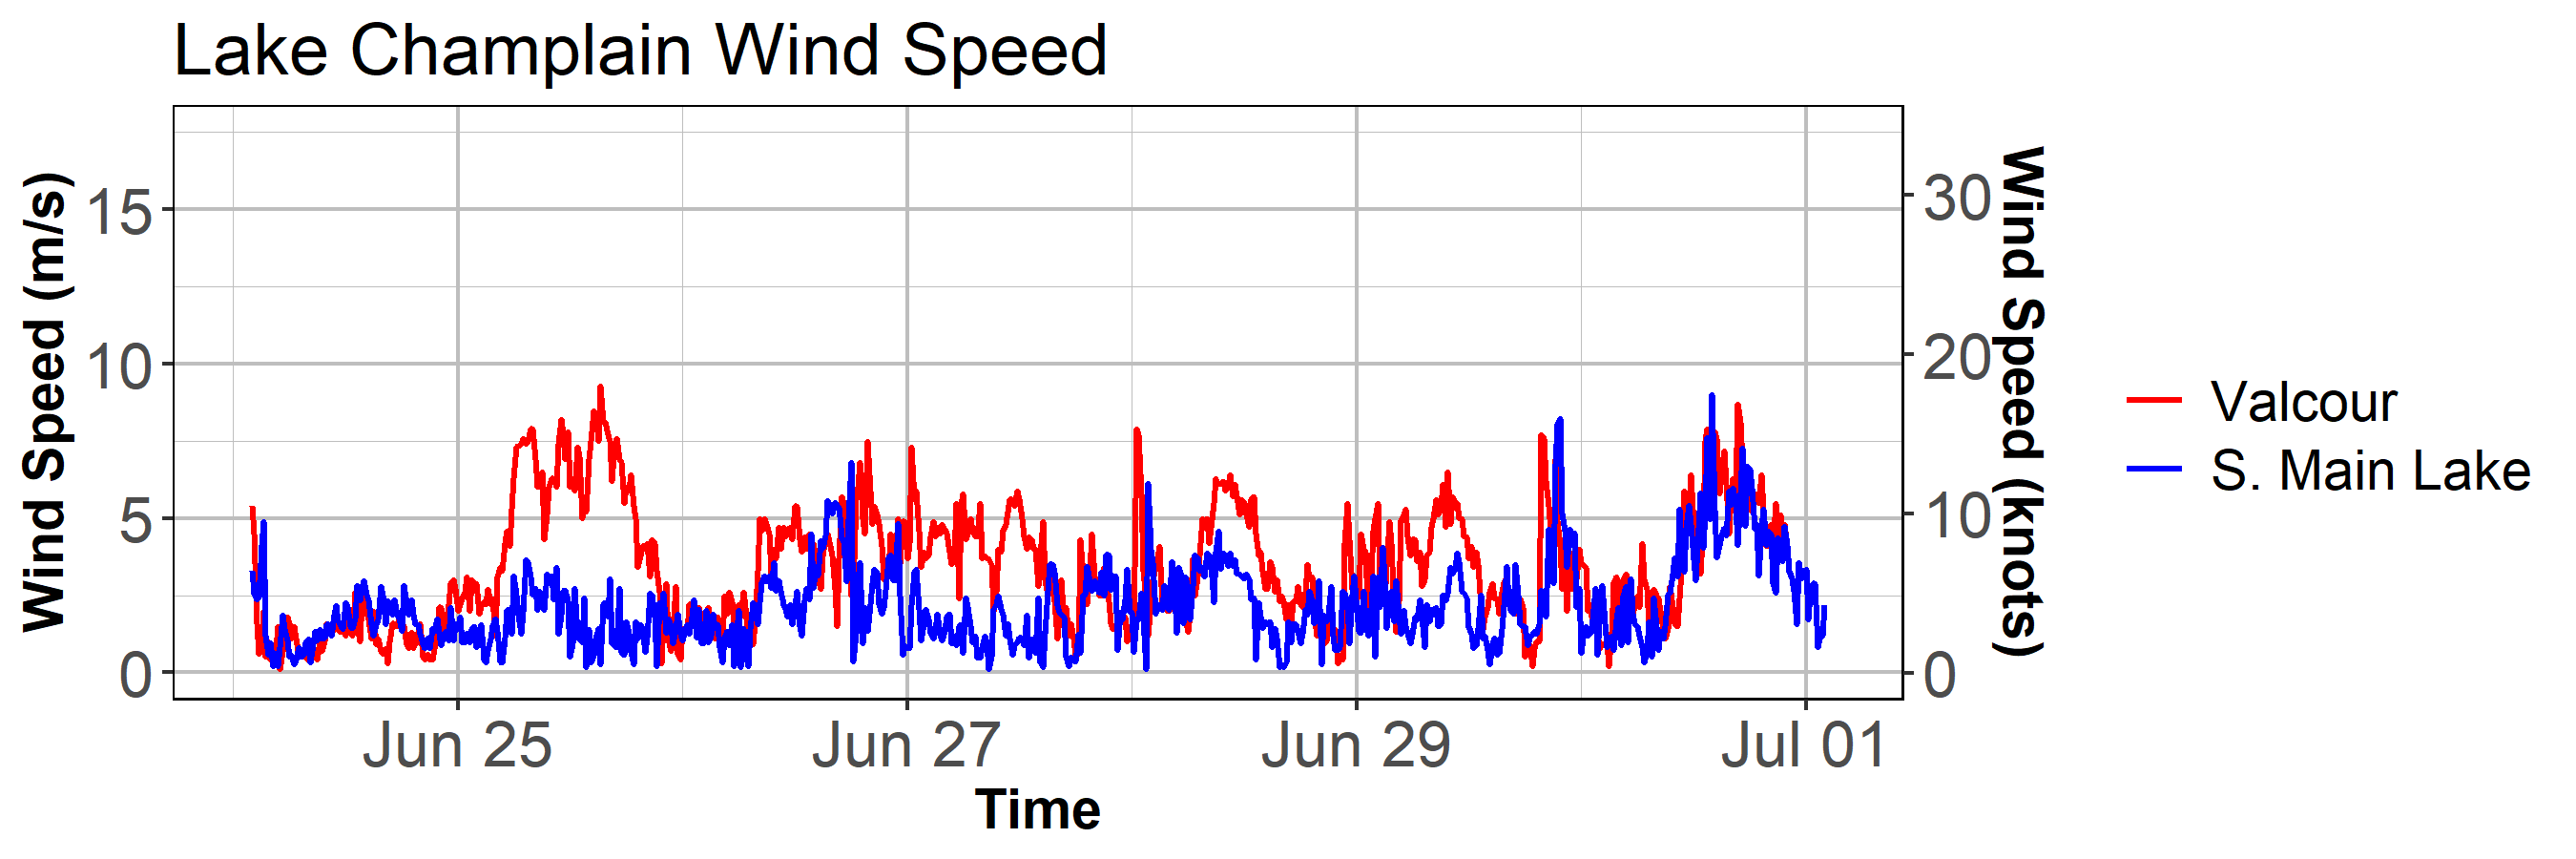 Lake Champlain Wind Speed
Wind Speed (m/s)
15
10
5
0
30
20
10
0
Wind Speed (knots)
Jun 25
Jun 27
Jun 29
Jul 01
Time
Valcour
S. Main Lake